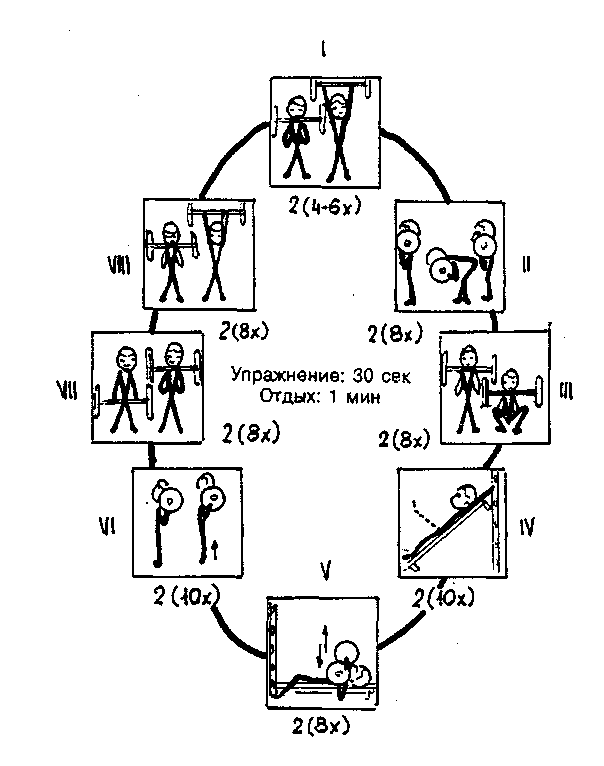 I
2(4-6x)
VIII
II
2(8x)
2(8x)
Упражнение: 30 сек
Отдых: 1 мин
VII
III
2(8x)
2(8x)
VI
IV
V
2(10x)
2(10x)
2(8x)